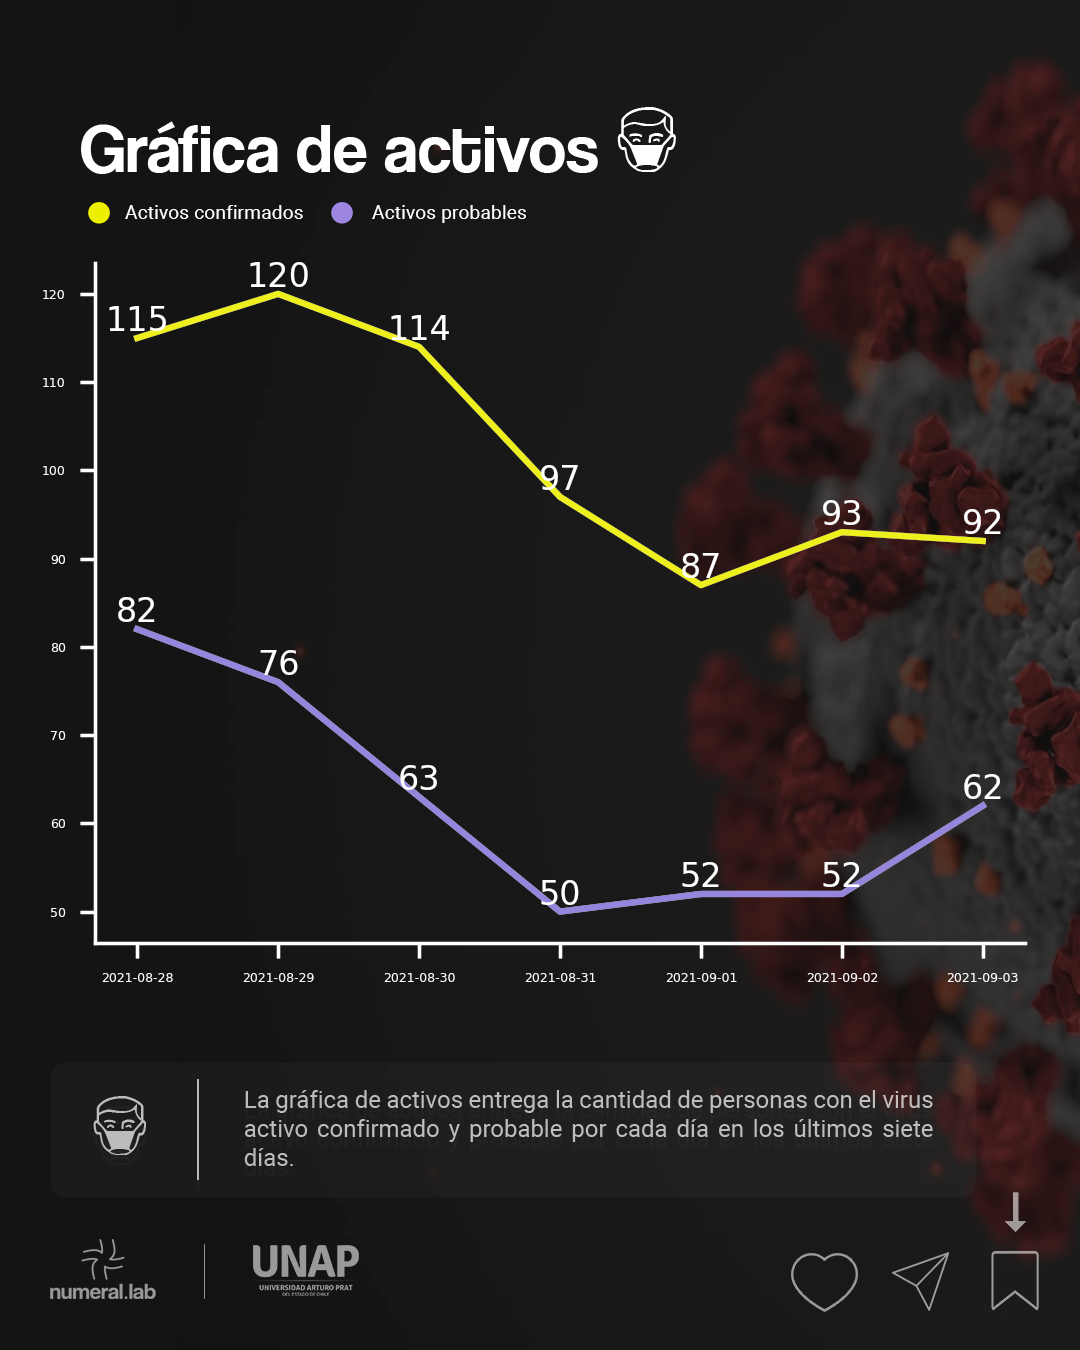 Gráfica de activos
Activos confirmados Activos probables
120
110
100
90
80
70
60
50
115
120
114
97
87
93
92
82
76
63
50
52
52
62
2021-08-28 2021-08-29 2021-08-30 2021-08-31 2021-09-01 2021-09-02 2021-09-03
La gráfica de activos entrega la cantidad de personas con el virus
activo confirmado y probable por cada día en los últimos siete
días.
numeral.lab
UNAP
UNIVERSIDAD ARTURO PRAT
DEL ESTADO DE CHILE